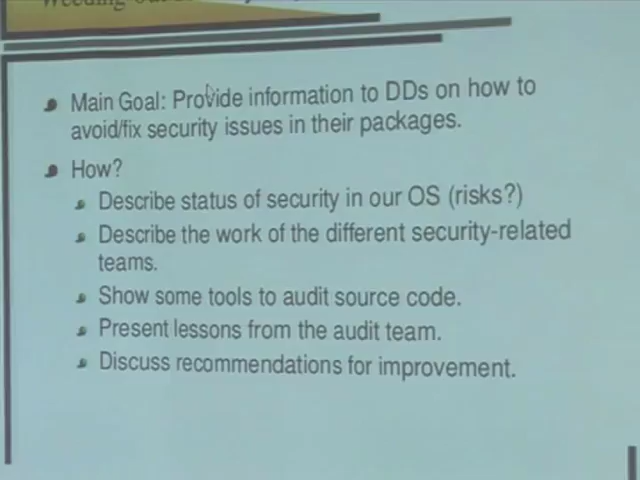 Weeding out
Main Goal: Provide information to DDs on how to
avoid/fix security issues in their packages.
How?
Describe status of security in our OS (risks?)
Describe the work of the different security-related
teams.
Show some tools to audit source code.
Present lessons from the audit team.
Discuss recommendations for improvement.